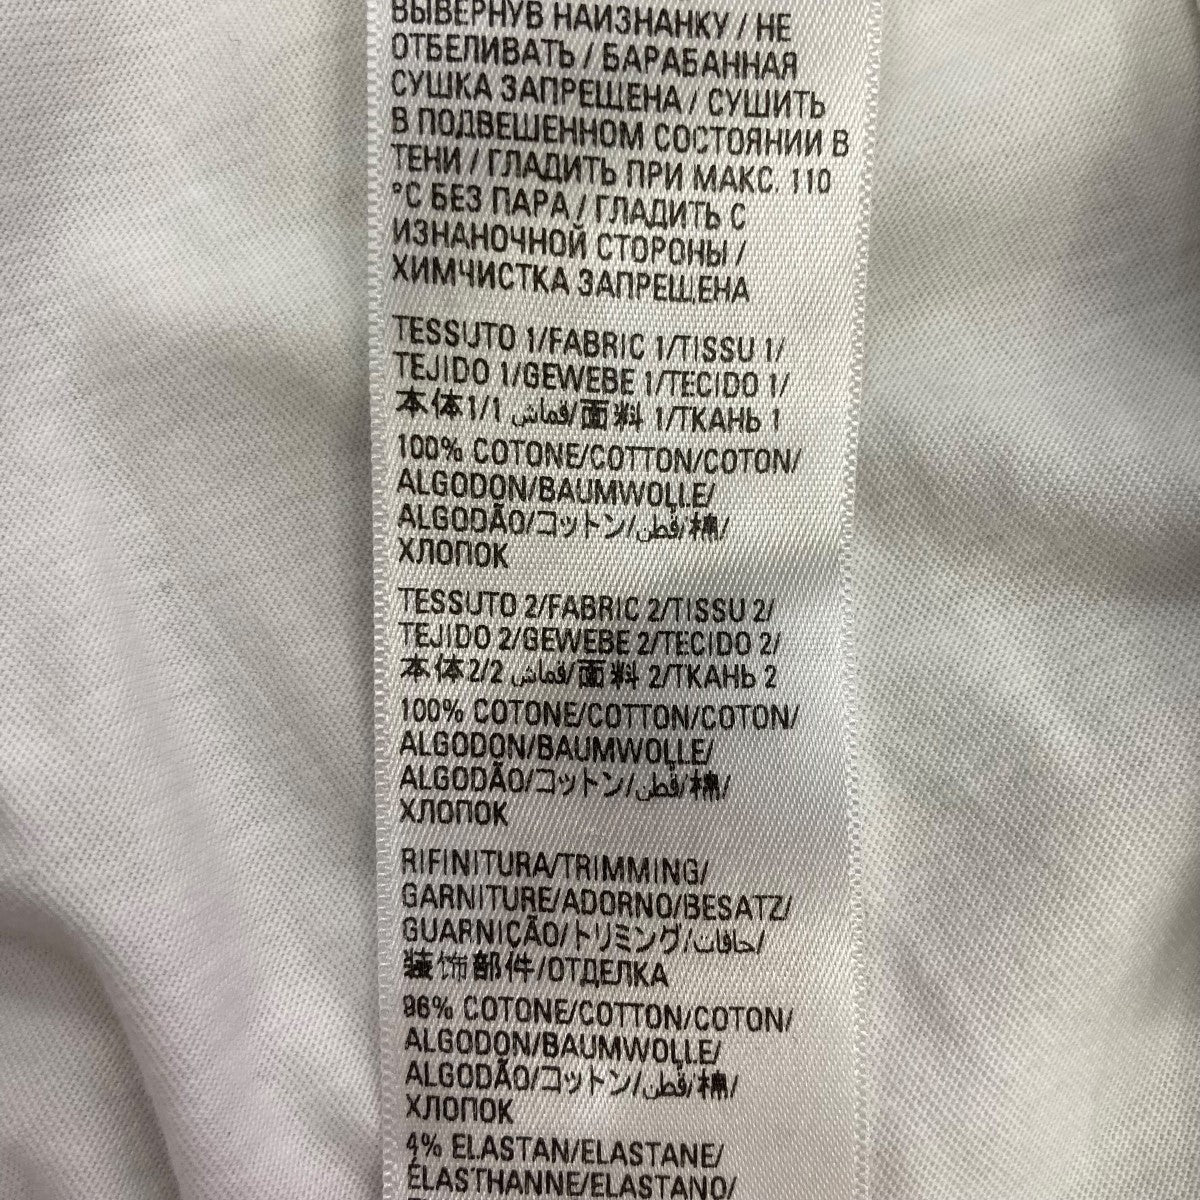 ВЫВЕРНУВ НАИЗНАНКУ / НЕ
ОТБЕЛИВАТЬ / БАРАБАННАЯ
СУШКА ЗАПРЕЩЕНА / СУШИТЬ
В ПОДВЕШЕННОМ СОСТОЯНИИ В
ТЕНИ / ГЛАДИТЬ ПРИ МАКС. 110
°C БЕЗ ПАРА / ГЛАДИТЬ С
ИЗНАНОЧНОЙ СТОРОНЫ /
ХИМЧИСТКА ЗАПРЕЩЕНА
TESSUTO 1/FABRIC 1/TISSU 1/
TEJIDO 1/GEWEBE 1/TECIDO 1/
本体1/1 قماش/面料 1/ТКАНЬ 1
100% COTONE/COTTON/COTON/
ALGODON/BAUMWOLLE/
ALGODÃO/コットン/قطن/棉/
ХЛОПОК
TESSUTO 2/FABRIC 2/TISSU 2/
TEJIDO 2/GEWEBE 2/TECIDO 2/
本体2/2 قماش/面料 2/ТКАНЬ 2
100% COTONE/COTTON/COTON/
ALGODON/BAUMWOLLE/
ALGODÃO/コットン/قطن/棉/
ХЛОПОК
RIFINITURA/TRIMMING/
GARNITURE/ADORNO/BESATZ/
GUARNIÇÃO/トリミング/حافات/
装饰部件/ОТДЕЛКА
96% COTONE/COTTON/COTON/
ALGODON/BAUMWOLLE/
ALGODÃO/コットン/قطن/棉/
ХЛОПОК
4% ELASTAN/ELASTANE/
ÉLASTHANNE/ELASTANO/